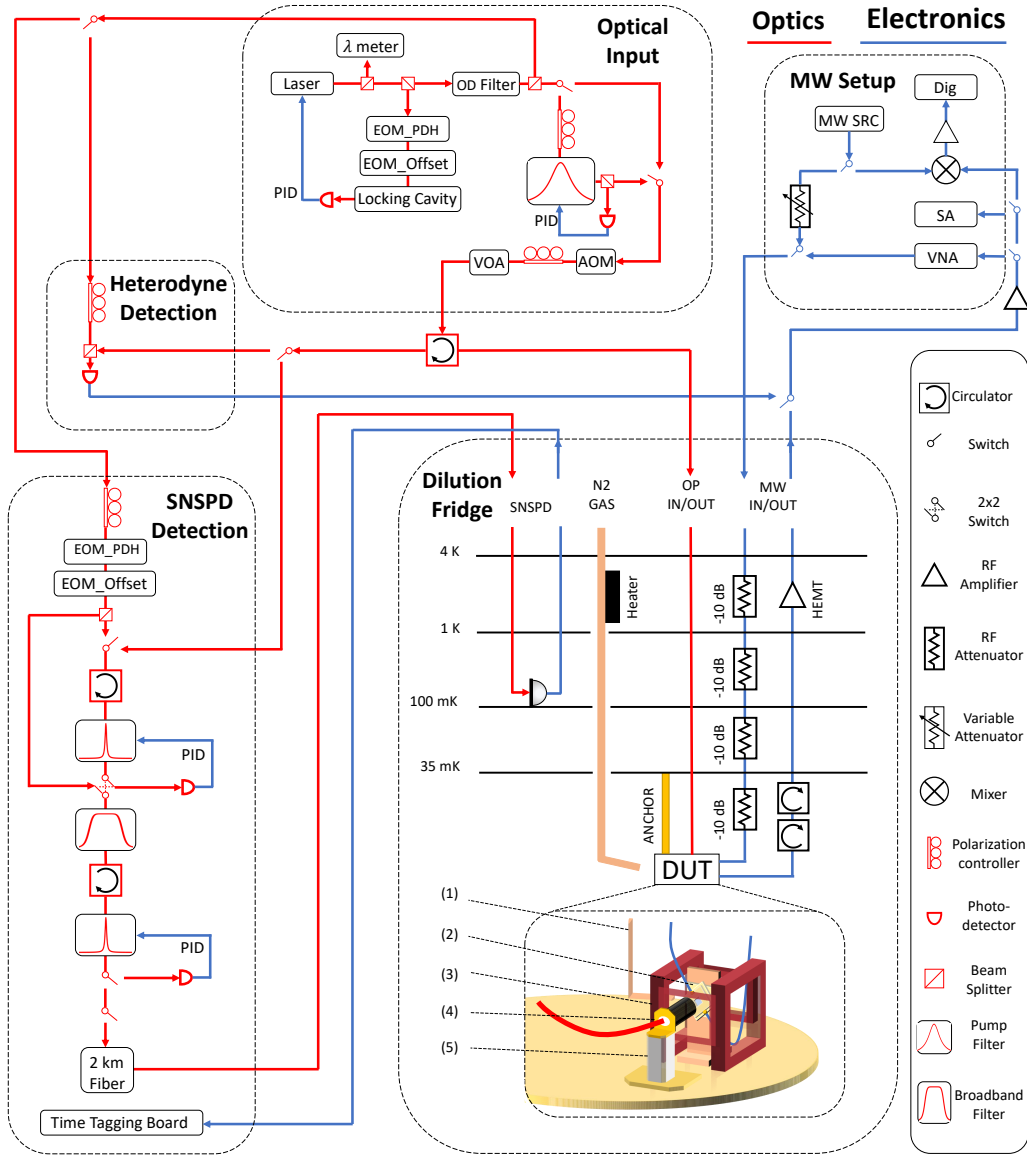 Optics
Electronics
Optical
Input
λ meter
Laser
OD Filter
EOM_PDH
EOM_Offset
Locking Cavity
PID
PID
VOA
AOM
MW Setup
Dig
MW SRC
SA
VNA
Heterodyne
Detection
SNSPD
Detection
EOM_PDH
EOM_Offset
PID
PID
2 km
Fiber
Time Tagging Board
Dilution
Fridge
SNSPD
N2
GAS
OP
IN/OUT
MW
IN/OUT
4 K
Heater
-10 dB
HEMT
1 K
-10 dB
100 mK
-10 dB
35 mK
ANCHOR
-10 dB
DUT
(1)
(2)
(3)
(4)
(5)
Circulator
Switch
2x2
Switch
RF
Amplifier
RF
Attenuator
Variable
Attenuator
Mixer
Polarization
controller
Photo-
detector
Beam
Splitter
Pump
Filter
Broadband
Filter